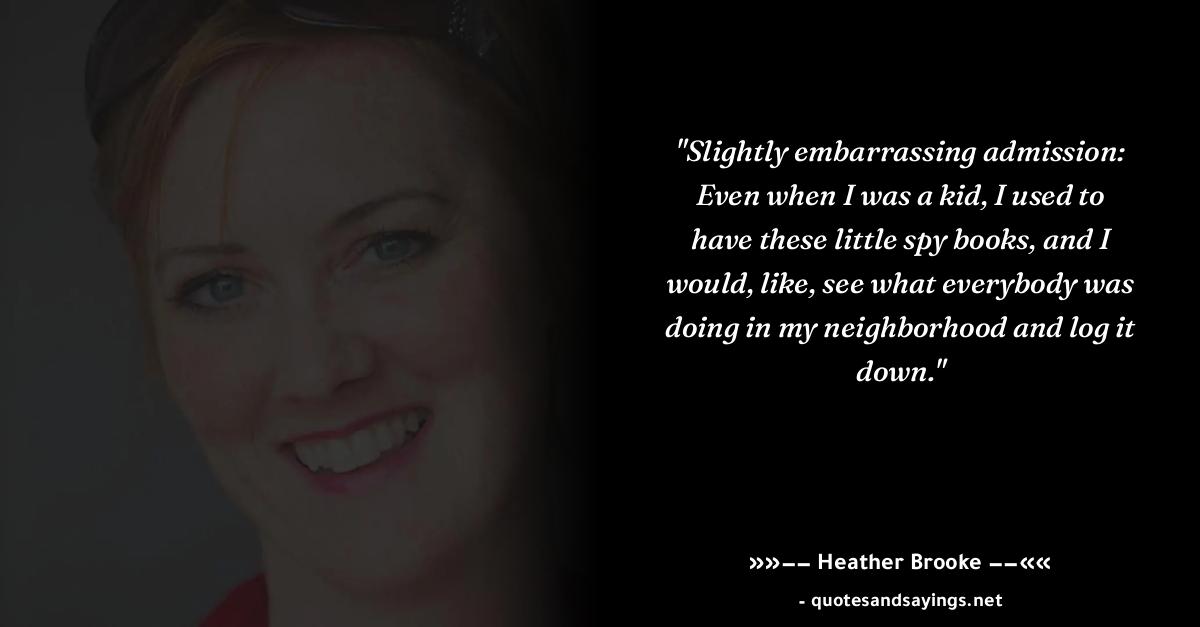 "Slightly embarrassing admission:
Even when I was a kid, I used to
have these little spy books, and I
would, like, see what everybody was
doing in my neighborhood and log it
down."
»»−− Heather Brooke −−««
- quotesandsayings.net